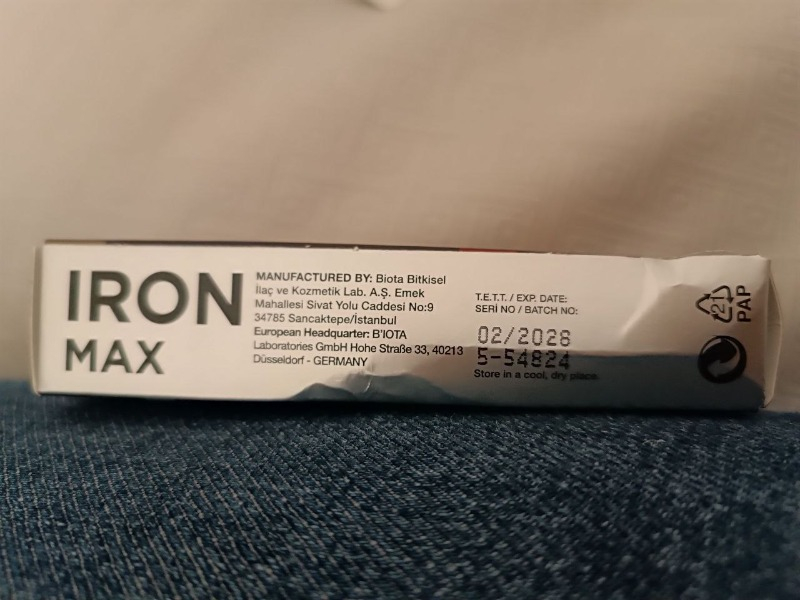 IRON
MAX
MANUFACTURED BY: Biota Bitkisel
İlaç ve Kozmetik Lab. A.Ş. Emek
Mahallesi Sivat Yolu Caddesi No:9
34785 Sancaktepe/İstanbul
European Headquarter: B'IOTA
Laboratories GmbH Hohe Straße 33, 40213
Düsseldorf - GERMANY
T.E.T.T. / EXP. DATE:
SERİ NO / BATCH NO:
02/2028
5-54824
Store in a cool, dry place.
21
PAP